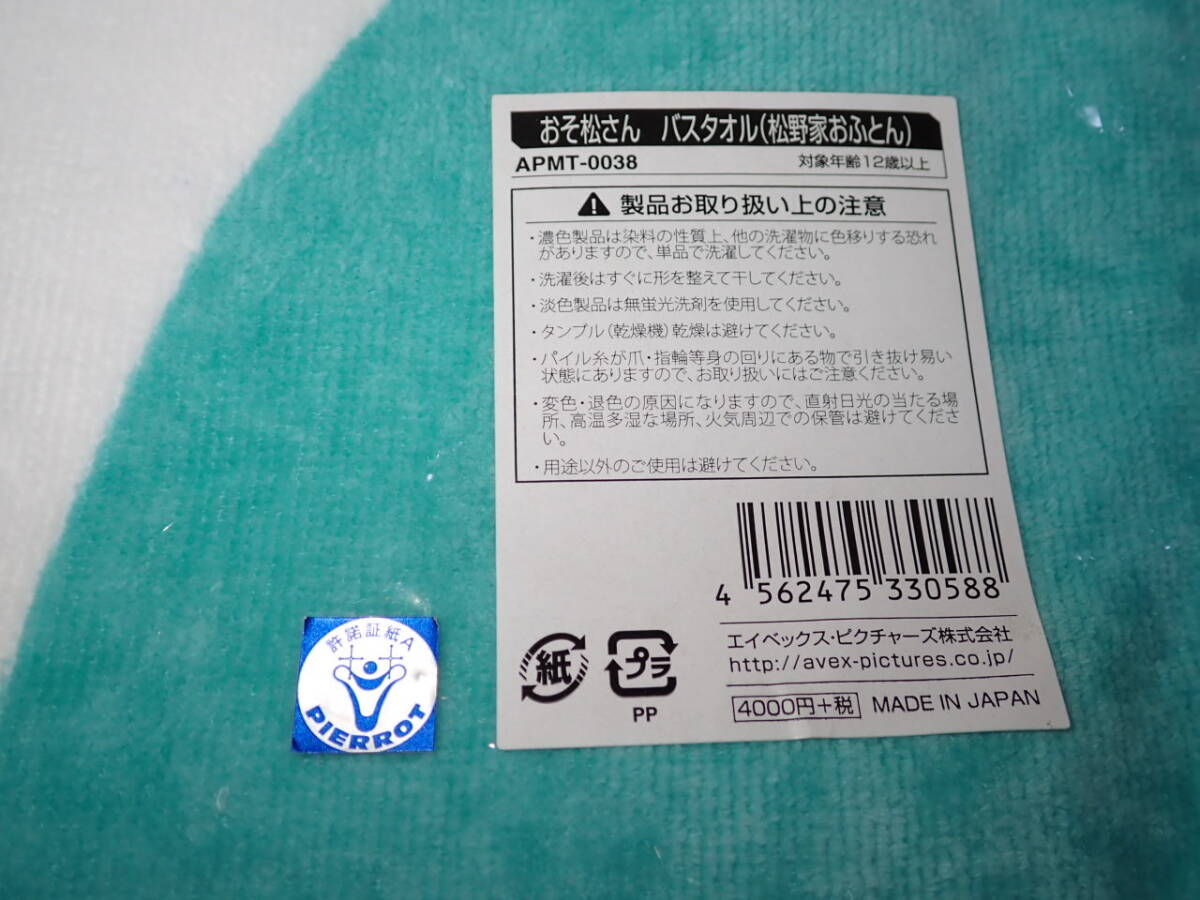 おそ松さん　バスタオル(松野家おふとん)
APMT-0038 対象年齢12歳以上
製品お取り扱い上の注意
・濃色製品は染料の性質上、他の洗濯物に色移りする恐れ
がありますので、単品で洗濯してください。
・洗濯後はすぐに形を整えて干してください。
・淡色製品は無蛍光洗剤を使用してください。
・タンブル(乾燥機)乾燥は避けてください。
・パイル糸が爪・指輪等身の回りにある物で引き抜け易い
状態にありますので、お取り扱いにはご注意ください。
・変色・退色の原因になりますので、直射日光の当たる場
所、高温多湿な場所、火気周辺での保管は避けてくださ
い。
・用途以外のご使用は避けてください。
4 562475 330588
紙
プラ
PP
エイベックス・ピクチャーズ株式会社
http://avex-pictures.co.jp/
4000円+税 MADE IN JAPAN
許諾証紙A
PIERROT